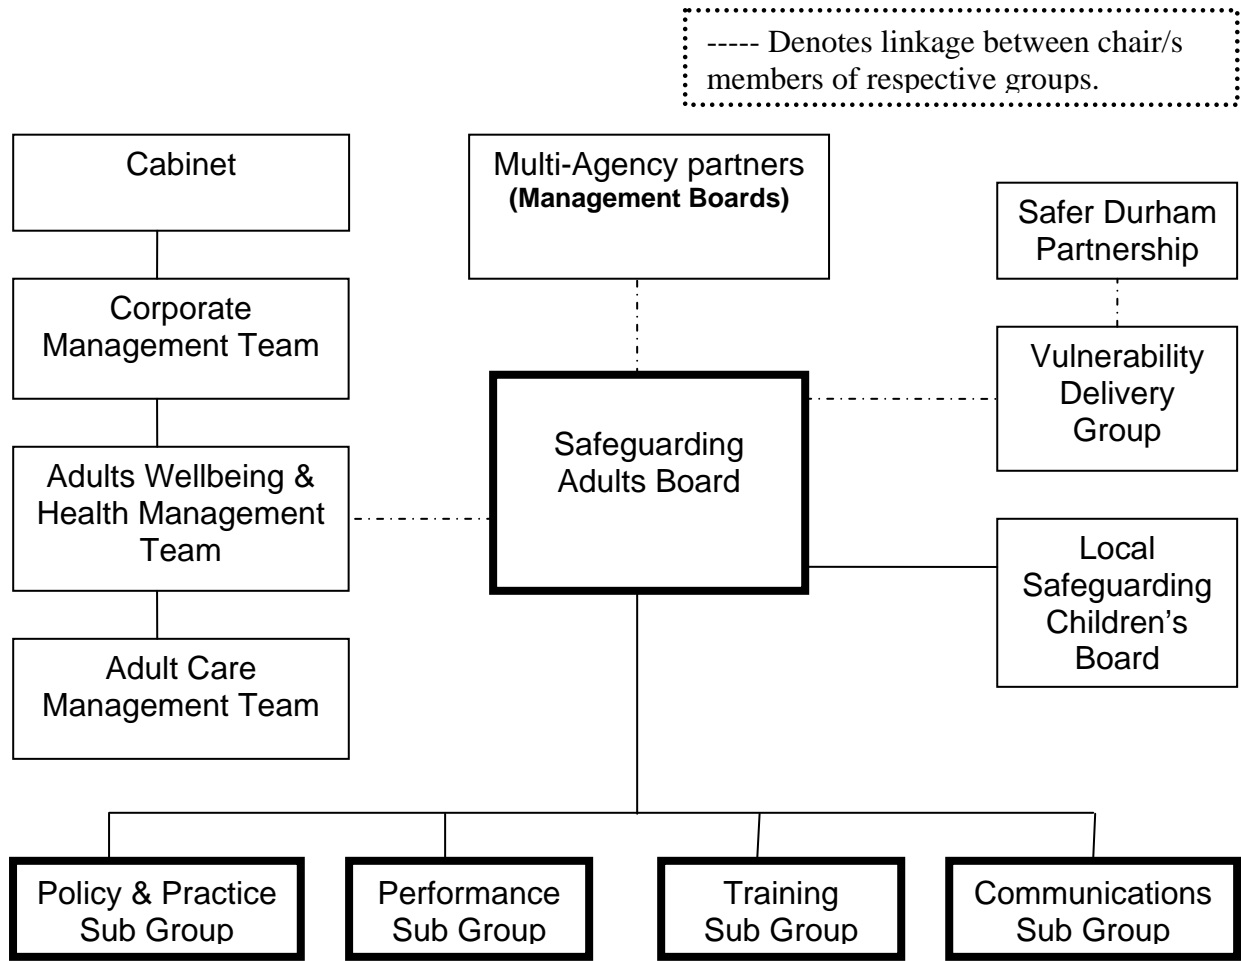 ----- Denotes linkage between chair/s
members of respective groups.
Cabinet
Multi-Agency partners
(Management Boards)
Safer Durham
Partnership
Corporate
Management Team
Vulnerability
Delivery
Group
Safeguarding
Adults Board
Adults Wellbeing &
Health Management
Team
Local
Safeguarding
Children’s
Board
Adult Care
Management Team
Policy & Practice
Sub Group
Performance
Sub Group
Training
Sub Group
Communications
Sub Group